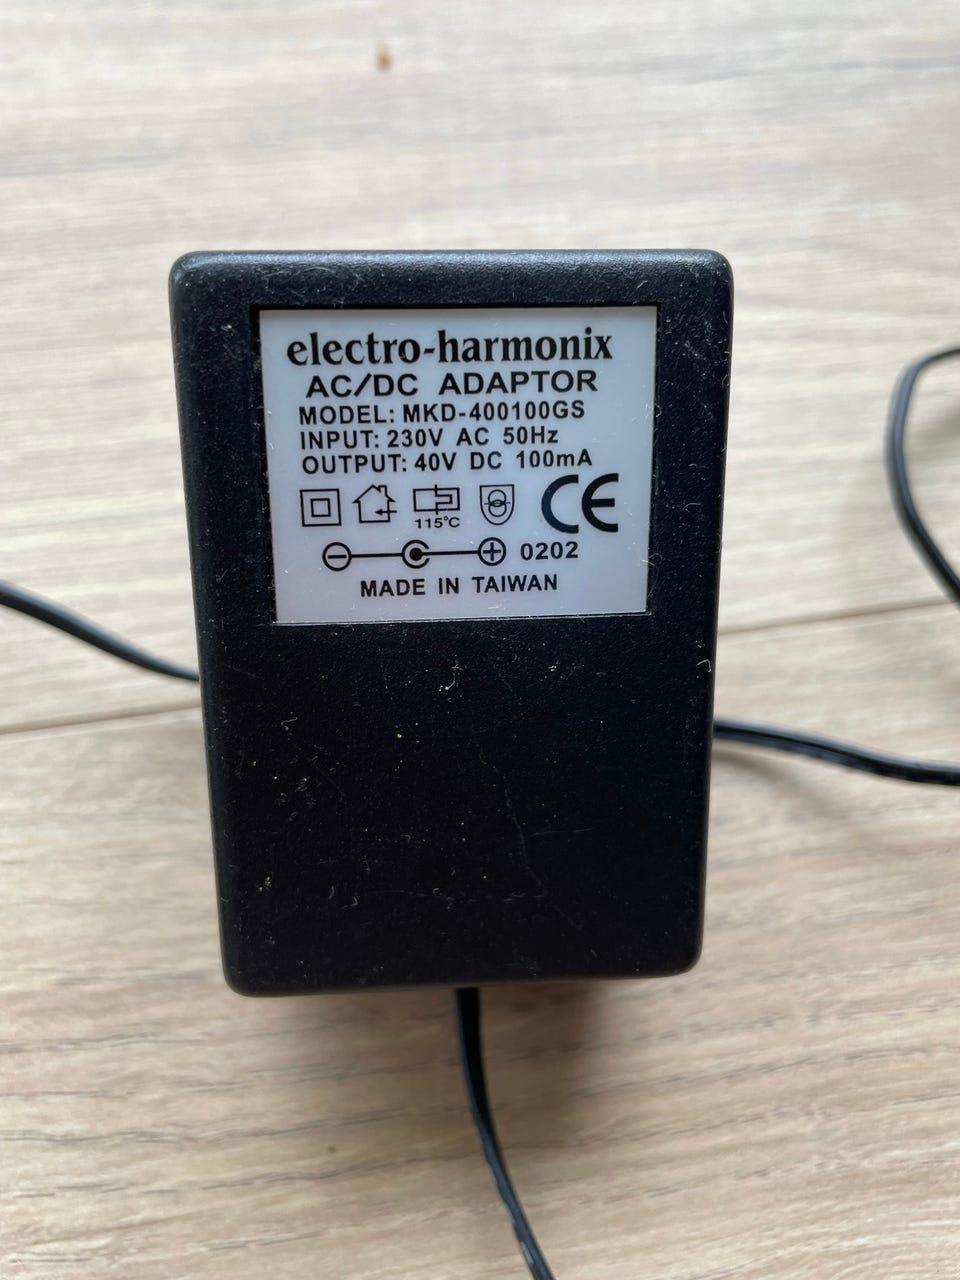 electro-harmonix
AC/DC ADAPTOR
MODEL: MKD-400100GS
INPUT: 230V AC 50Hz
OUTPUT: 40V DC 100mA
115°C CE
- + 0202
MADE IN TAIWAN